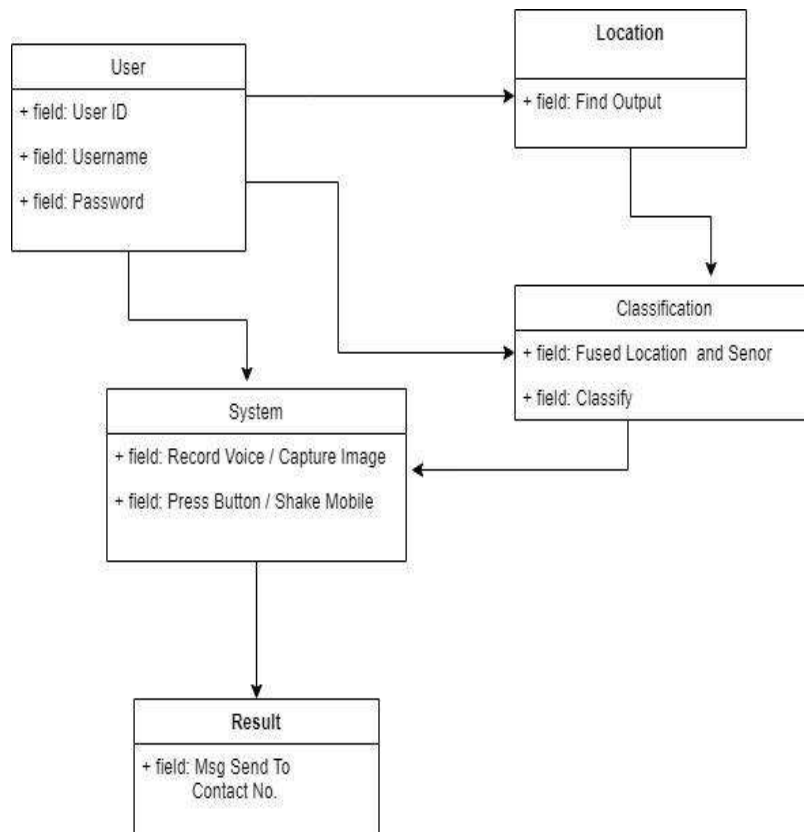 User
+ field: User ID
+ field: Username
+ field: Password
Location
+ field: Find Output
Classification
+ field: Fused Location and Senor
+ field: Classify
System
+ field: Record Voice / Capture Image
+ field: Press Button / Shake Mobile
Result
+ field: Msg Send To
Contact No.